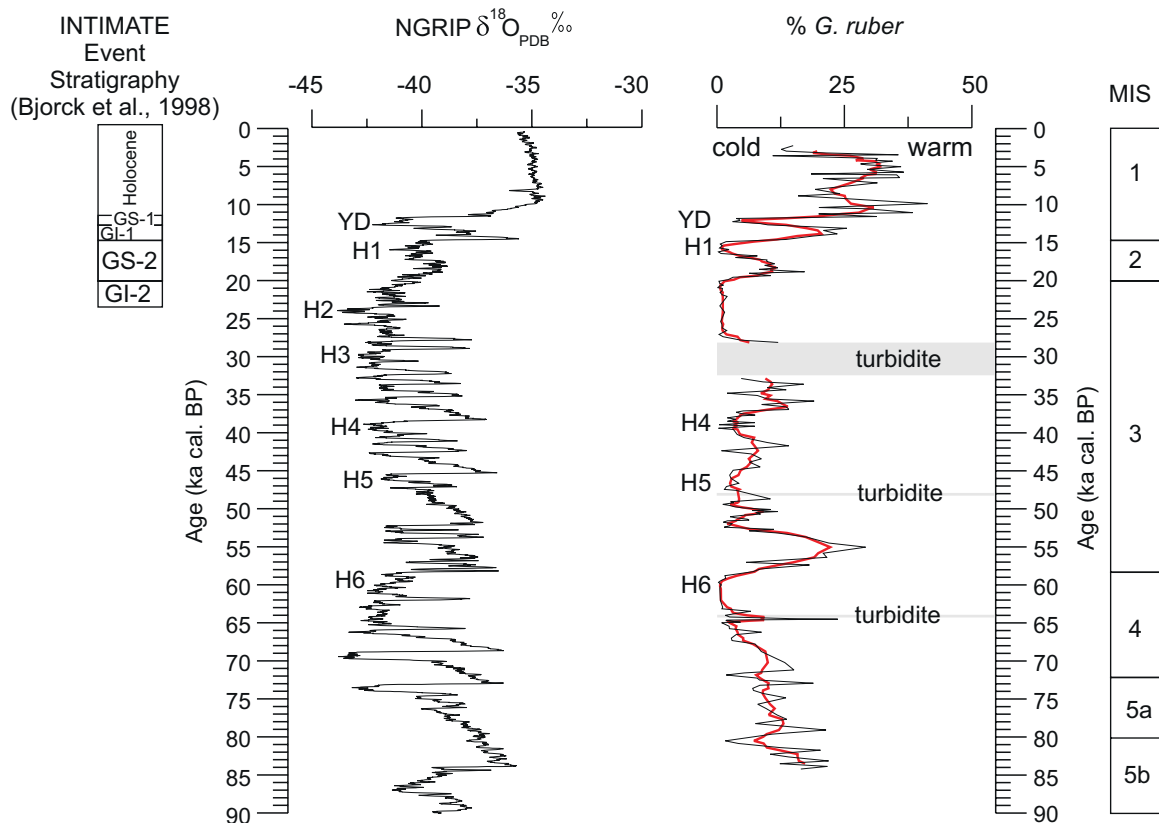 INTIMATE
Event
Stratigraphy
(Bjorck et al., 1998)
Holocene
GS-1
GI-1
GS-2
GI-2
NGRIP δ18OPDB‰
-45 -40 -35 -30
Age (ka cal. BP)
0
5
10
15
20
25
30
35
40
45
50
55
60
65
70
75
80
85
90
YD
H1
H2
H3
H4
H5
H6
% G. ruber
0 25 50
cold warm
YD
H1
turbidite
H4
H5
turbidite
H6
turbidite
0
5
10
15
20
25
30
35
40
45
50
55
60
65
70
75
80
85
90
Age (ka cal. BP)
MIS
1
2
3
4
5a
5b